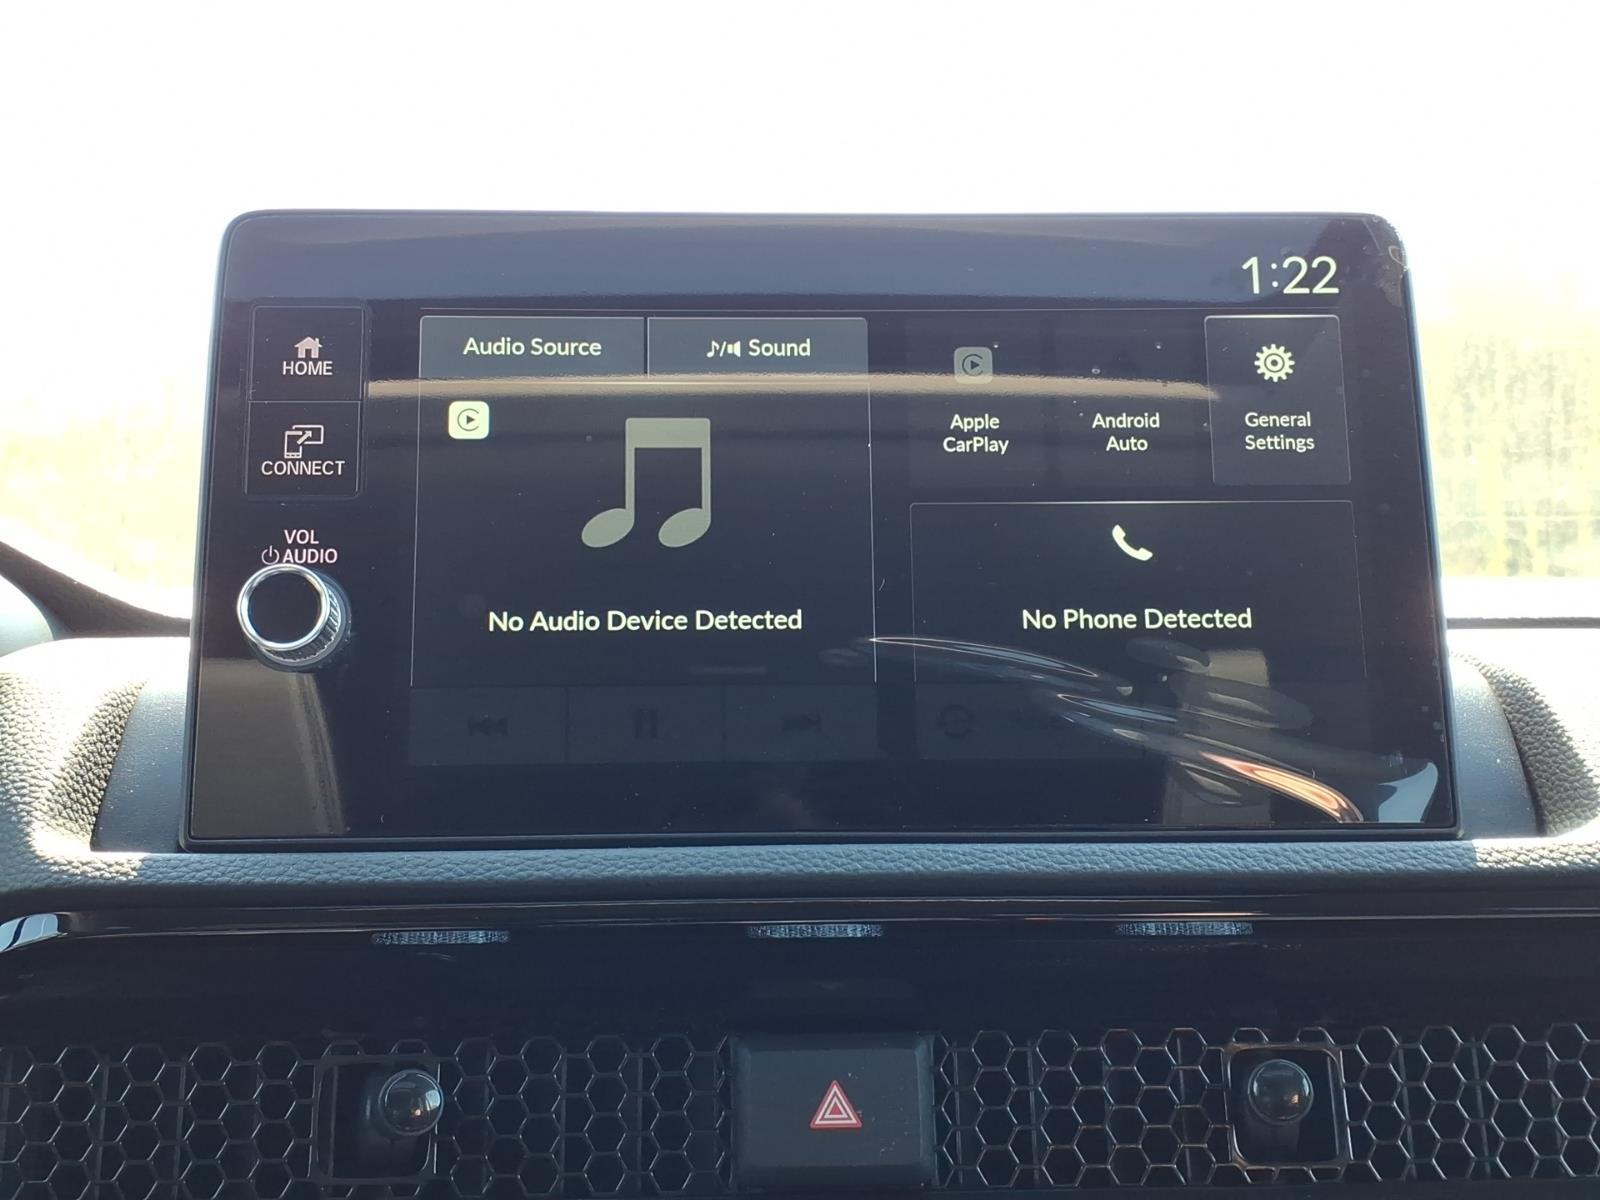 1:22
HOME
CONNECT
VOL
AUDIO
Audio Source
Sound
No Audio Device Detected
Apple
CarPlay
Android
Auto
General
Settings
No Phone Detected